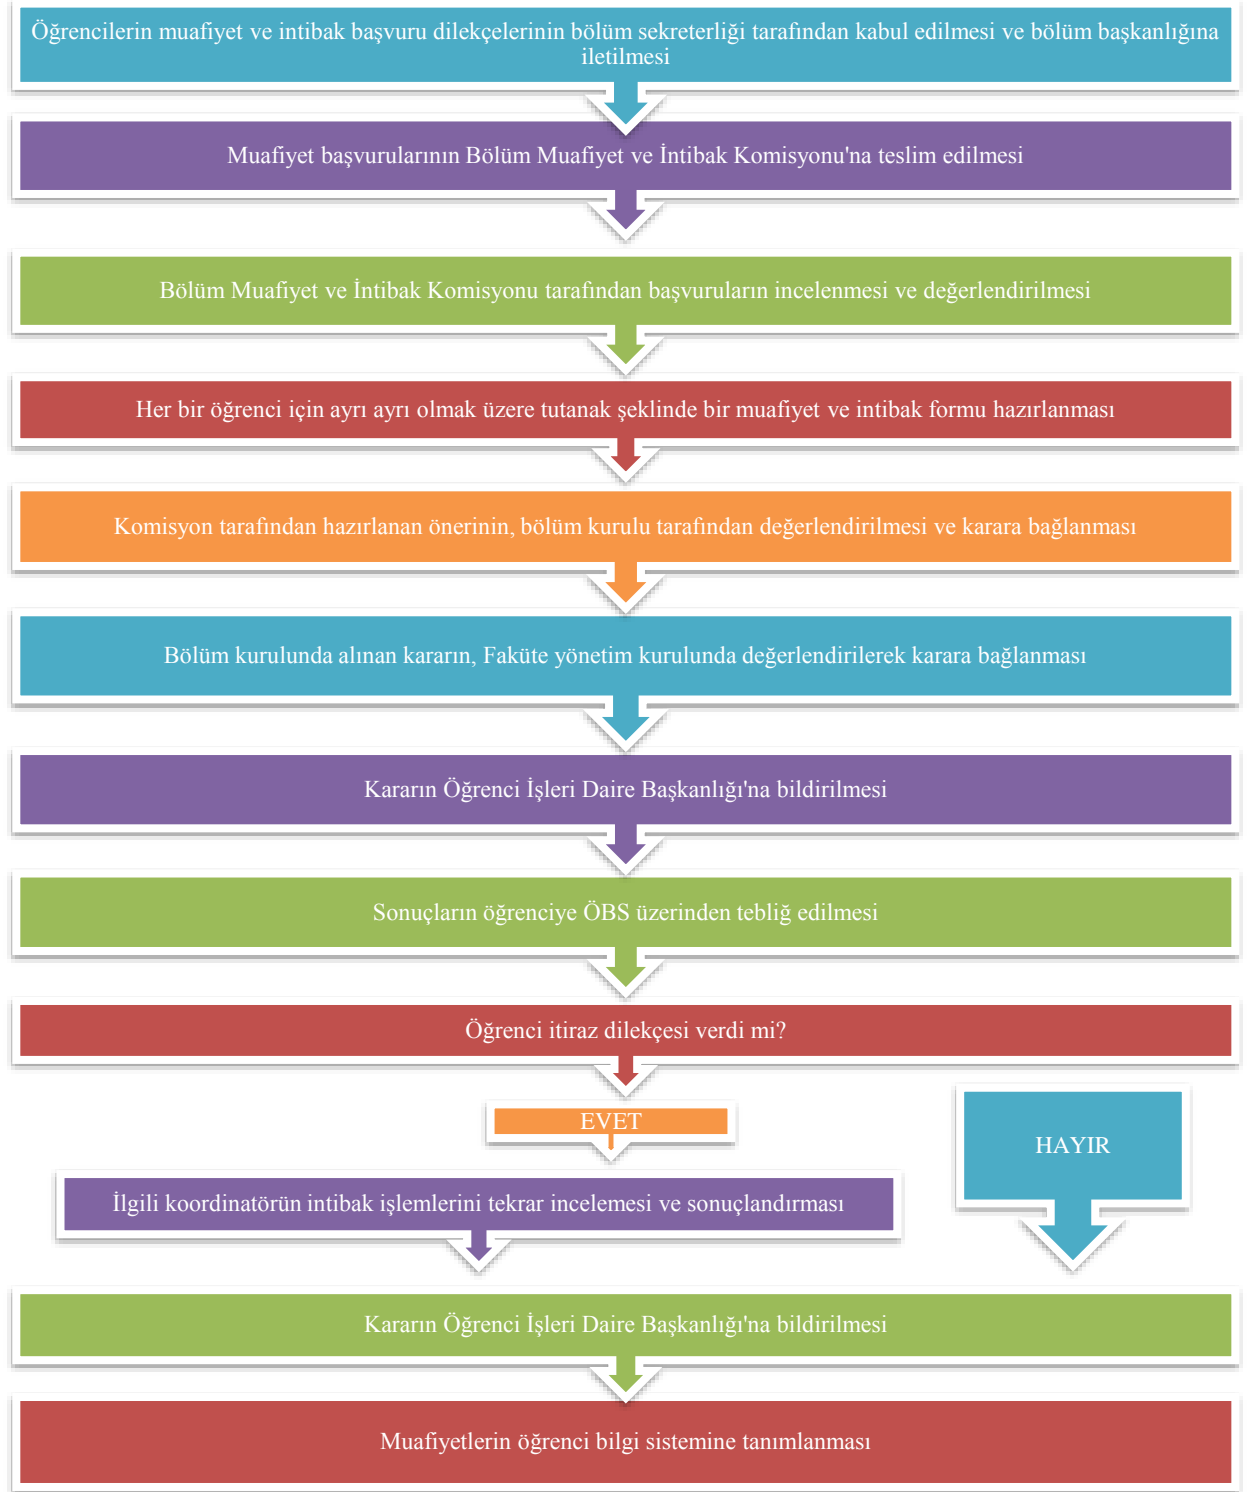 Öğrencilerin muafiyet ve intibak başvuru dilekçelerinin bölüm sekreterliği tarafından kabul edilmesi ve bölüm başkanlığına
iletilmesi
Muafiyet başvurularının Bölüm Muafiyet ve İntibak Komisyonu'na teslim edilmesi
Bölüm Muafiyet ve İntibak Komisyonu tarafından başvuruların incelenmesi ve değerlendirilmesi
Her bir öğrenci için ayrı ayrı olmak üzere tutanak şeklinde bir muafiyet ve intibak formu hazırlanması
Komisyon tarafından hazırlanan önerinin, bölüm kurulu tarafından değerlendirilmesi ve karara bağlanması
Bölüm kurulunda alınan kararın, Faküte yönetim kurulunda değerlendirilerek karara bağlanması
Kararın Öğrenci İşleri Daire Başkanlığı'na bildirilmesi
Sonuçların öğrenciye ÖBS üzerinden tebliğ edilmesi
Öğrenci itiraz dilekçesi verdi mi?
EVET
HAYIR
İlgili koordinatörün intibak işlemlerini tekrar incelemesi ve sonuçlandırması
Kararın Öğrenci İşleri Daire Başkanlığı'na bildirilmesi
Muafiyetlerin öğrenci bilgi sistemine tanımlanması